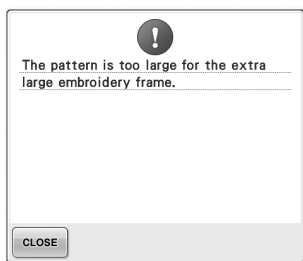 The pattern is too large for the extra
large embroidery frame.
CLOSE